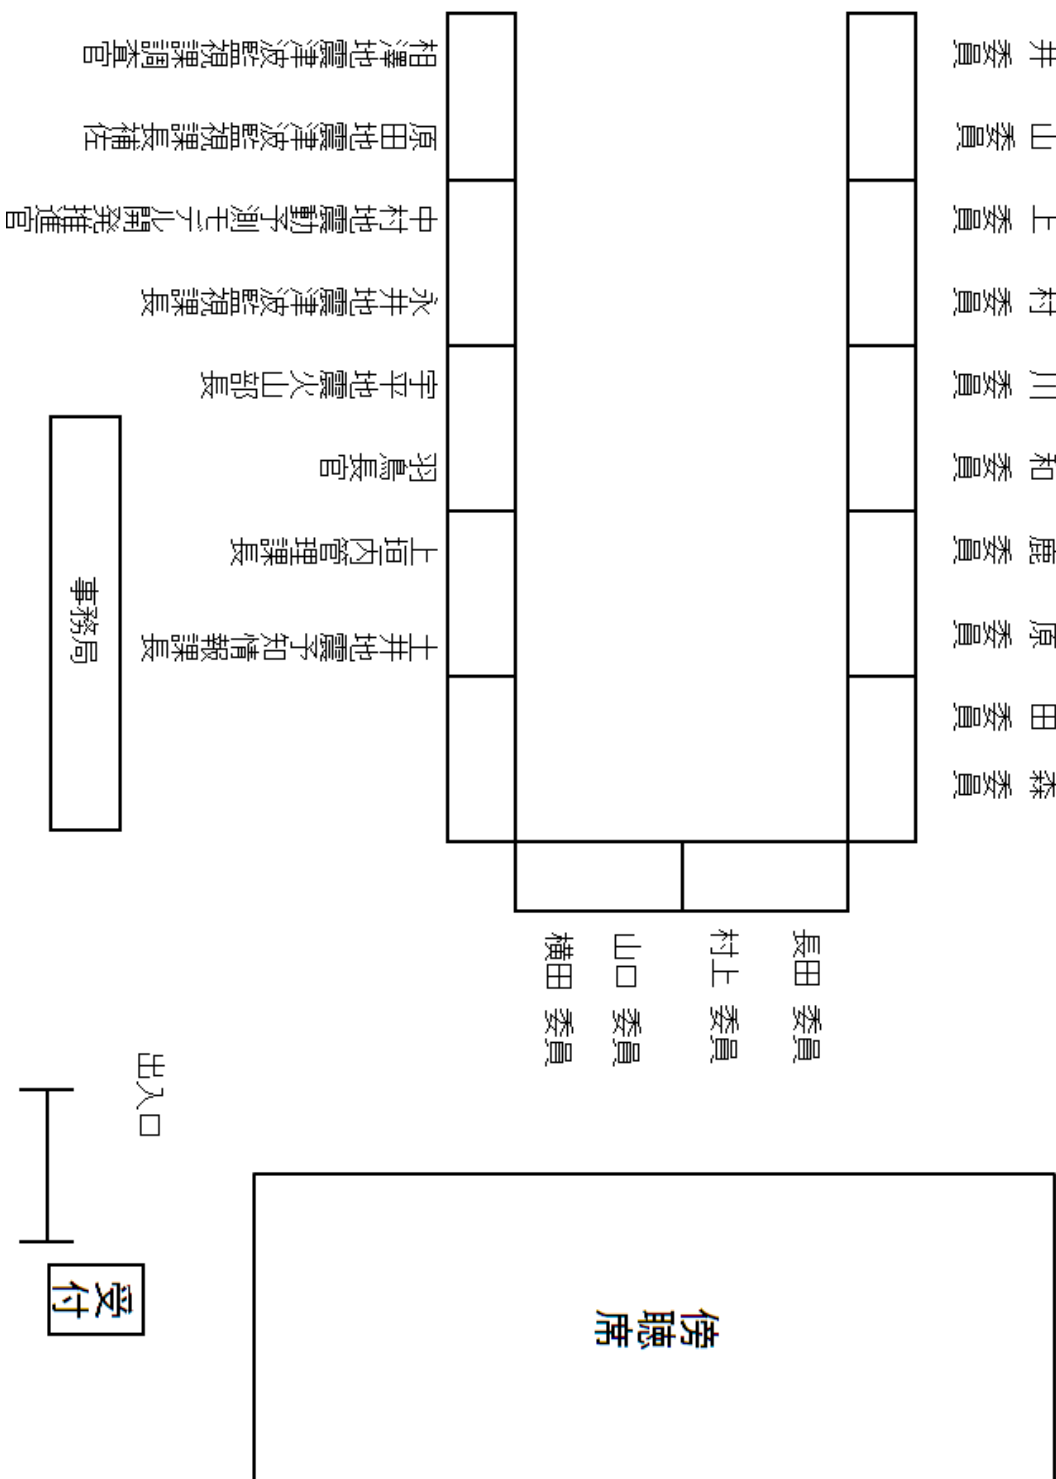 相澤地震津波監視課調査官
原田地震津波監視課長補佐
中村地震動予測モデル開発推進官
永井地震津波監視課長
宇平地震火山部長
羽鳥長官
上垣内管理課長
土井地震予知情報課長
事務局
井 委員
山 委員
上 委員
村 委員
川 委員
和 委員
鹿 委員
原 委員
田 委員
森 委員
横田 委員
山口 委員
村上 委員
長田 委員
出入口
受付
傍聴席